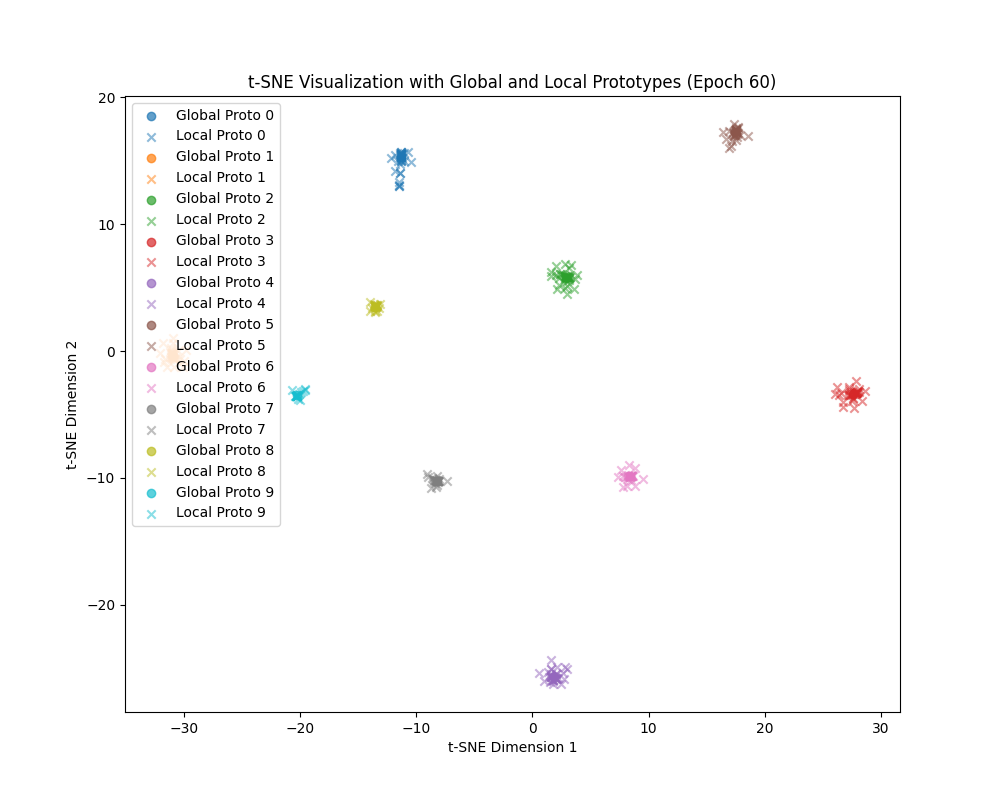 t-SNE Visualization with Global and Local Prototypes (Epoch 60)
20
10
0
−10
−20
t-SNE Dimension 2
Global Proto 0
Local Proto 0
Global Proto 1
Local Proto 1
Global Proto 2
Local Proto 2
Global Proto 3
Local Proto 3
Global Proto 4
Local Proto 4
Global Proto 5
Local Proto 5
Global Proto 6
Local Proto 6
Global Proto 7
Local Proto 7
Global Proto 8
Local Proto 8
Global Proto 9
Local Proto 9
−30 −20 −10 0 10 20 30
t-SNE Dimension 1